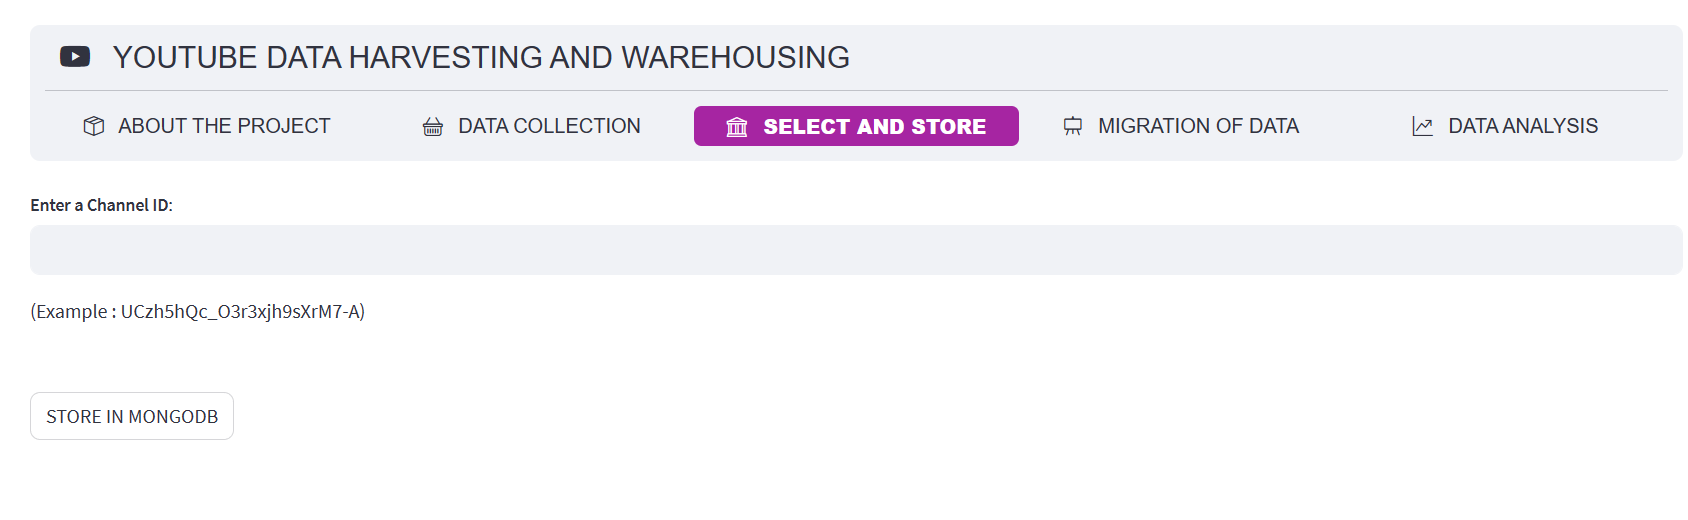 YOUTUBE DATA HARVESTING AND WAREHOUSING
ABOUT THE PROJECT DATA COLLECTION SELECT AND STORE MIGRATION OF DATA DATA ANALYSIS
Enter a Channel ID:
(Example : UCzh5hQc_O3r3xjh9sXrM7-A)
STORE IN MONGODB